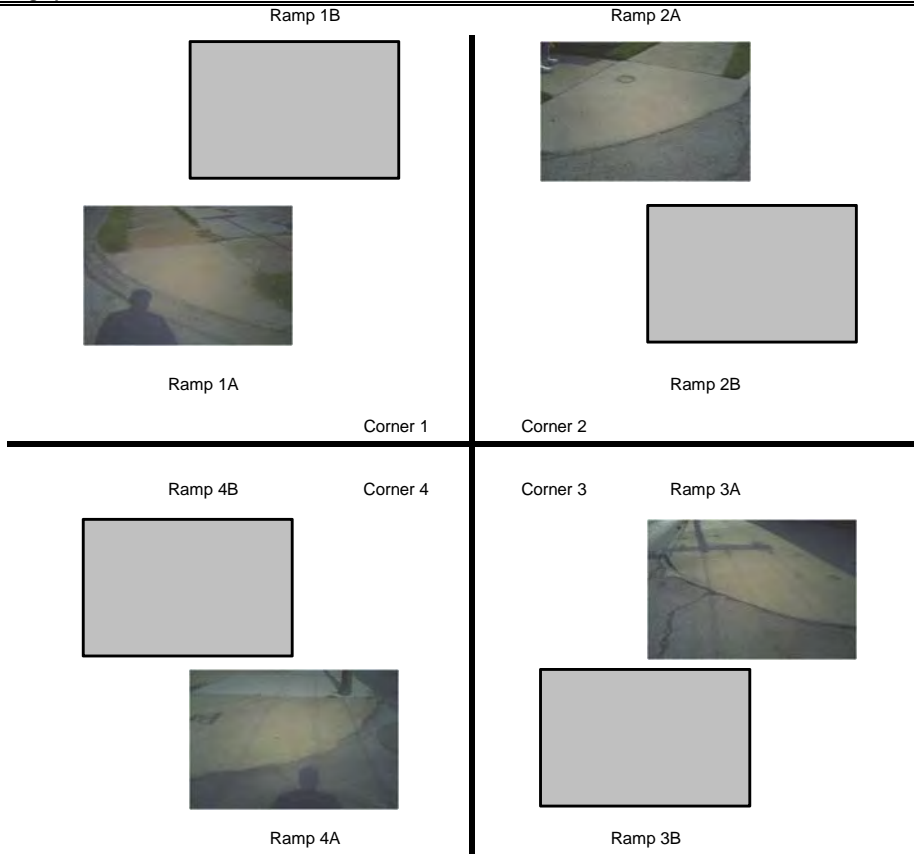 Ramp 1B Ramp 2A
Ramp 1A Ramp 2B
Corner 1 Corner 2
Ramp 4B Corner 4 Corner 3 Ramp 3A
Ramp 4A Ramp 3B